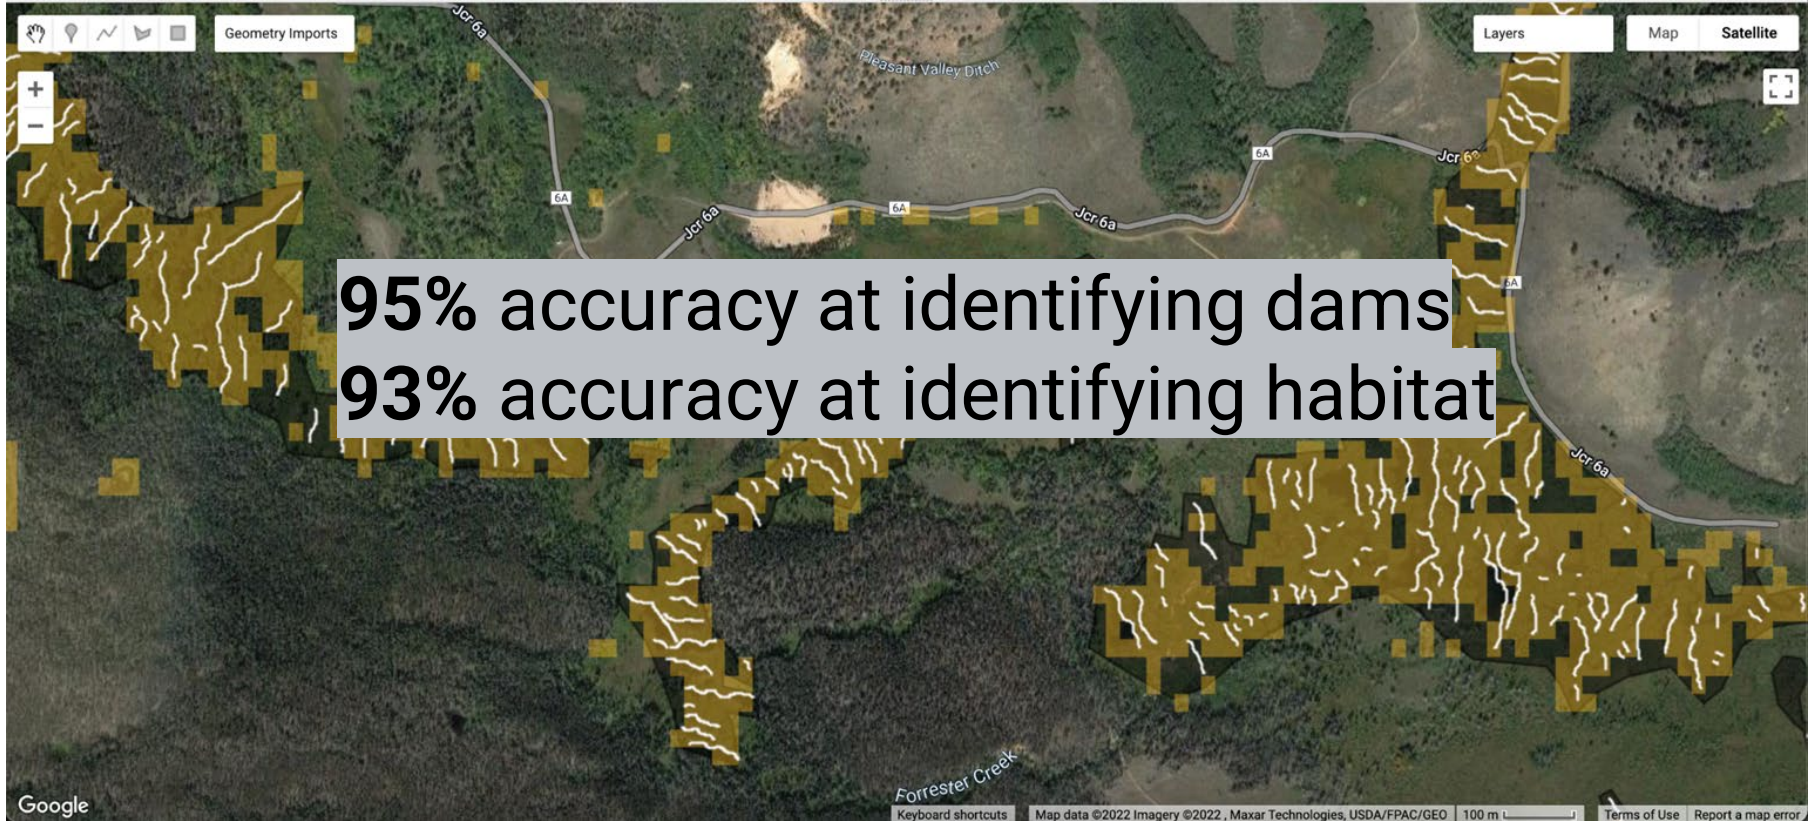 Jcr 6a
Geometry Imports
Layers
Map
Satellite
Pleasant Valley Ditch
+
−
6A
Jcr 6a
6A
Jcr 6a
6A
Jcr 6a
Jcr 6a
6A
95% accuracy at identifying dams
93% accuracy at identifying habitat
Jcr 6a
Forrester Creek
Google
Keyboard shortcuts
Map data ©2022 Imagery ©2022 , Maxar Technologies, USDA/FPAC/GEO
100 m
Terms of Use
Report a map error